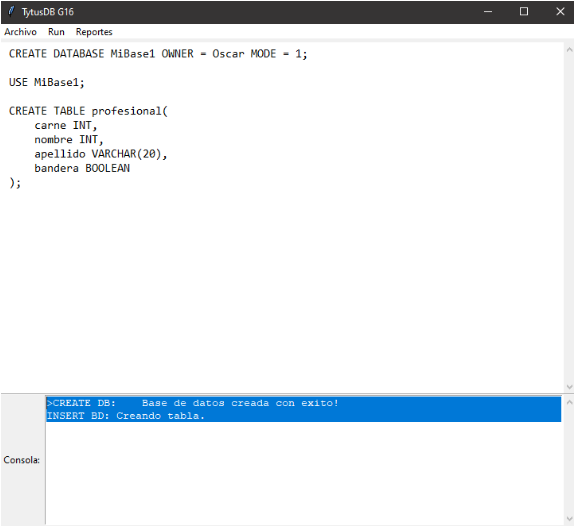 TytusDB G16
Archivo Run Reportes
CREATE DATABASE MiBase1 OWNER = Oscar MODE = 1;
USE MiBase1;
CREATE TABLE profesional(
    carne INT,
    nombre INT,
    apellido VARCHAR(20),
    bandera BOOLEAN
);
Consola:
>CREATE DB:    Base de datos creada con exito!
INSERT BD: Creando tabla.